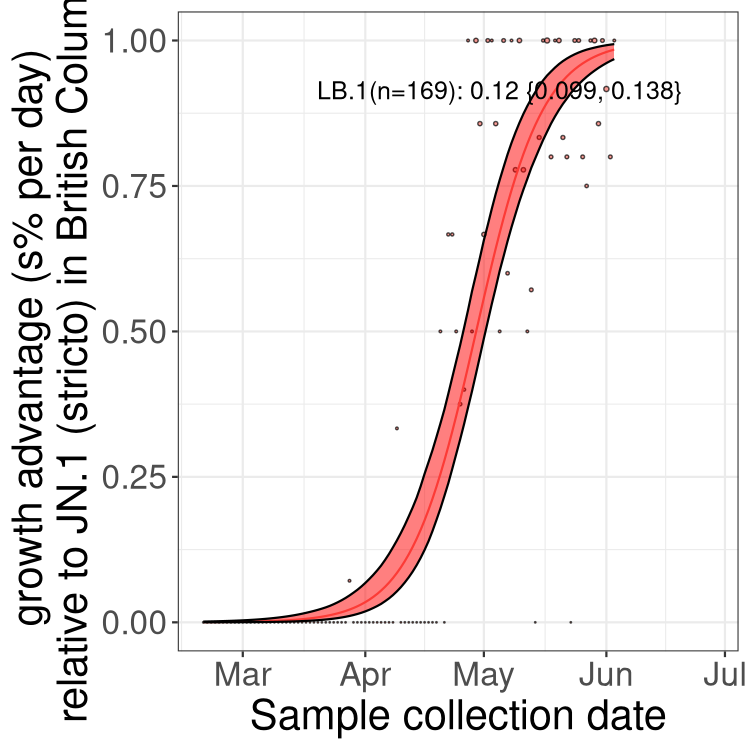 growth advantage (s% per day)
relative to JN.1 (stricto) in British Colum
1.00
0.75
0.50
0.25
0.00
LB.1(n=169): 0.12 {0.099, 0.138}
Mar Apr May Jun Jul
Sample collection date